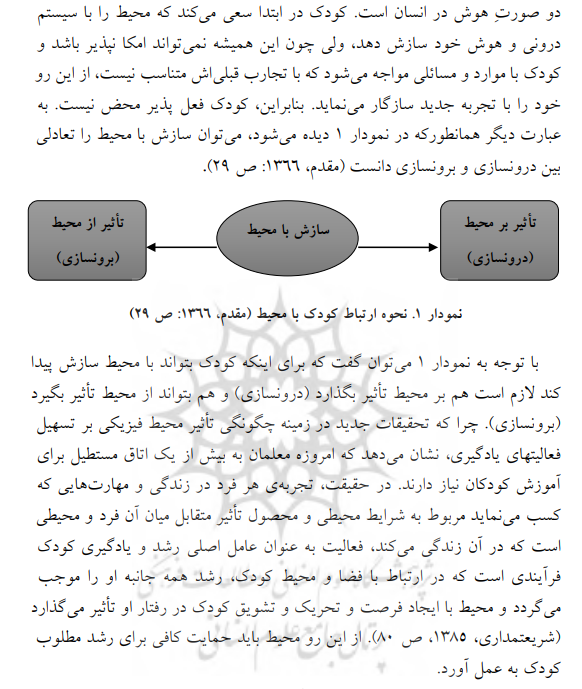 دو صورتِ هوش در انسان است. کودک در ابتدا سعی می‌کند که محیط را با سیستم
درونی و هوش خود سازش دهد، ولی چون این همیشه نمی‌تواند امکا نپذیر باشد و
کودک با موارد و مسائلی مواجه می‌شود که با تجارب قبلی‌اش متناسب نیست، از این رو
خود را با تجربه جدید سازگار می‌نماید. بنابراین، کودک فعل پذیر محض نیست. به
عبارت دیگر همانطورکه در نمودار ۱ دیده می‌شود، می‌توان سازش با محیط را تعادلی
بین درونسازی و برونسازی دانست (مقدم، ۱۳۶۶: ص ۲۹).
تأثیر بر محیط
(درونسازی)
سازش با محیط
تأثیر از محیط
(برونسازی)
نمودار ۱. نحوه ارتباط کودک با محیط (مقدم، ۱۳۶۶: ص ۲۹)
با توجه به نمودار ۱ می‌توان گفت که برای اینکه کودک بتواند با محیط سازش پیدا
کند لازم است هم بر محیط تأثیر بگذارد (درونسازی) و هم بتواند از محیط تأثیر بگیرد
(برونسازی). چرا که تحقیقات جدید در زمینه چگونگی تأثیر محیط فیزیکی بر تسهیل
فعالیتهای یادگیری، نشان می‌دهد که امروزه معلمان به بیش از یک اتاق مستطیل برای
آموزش کودکان نیاز دارند. در حقیقت، تجربه‌ی هر فرد در زندگی و مهارت‌هایی که
کسب می‌نماید مربوط به شرایط محیطی و محصول تأثیر متقابل میان آن فرد و محیطی
است که در آن زندگی می‌کند، فعالیت به عنوان عامل اصلی رشد و یادگیری کودک
فرآیندی است که در ارتباط با فضا و محیط کودک، رشد همه جانبه او را موجب
می‌گردد و محیط با ایجاد فرصت و تحریک و تشویق کودک در رفتار او تأثیر می‌گذارد
(شریعتمداری، ۱۳۸۵، ص ۸۰). از این رو محیط باید حمایت کافی برای رشد مطلوب
کودک به عمل آورد.
پژوهشگاه علوم انسانی و مطالعات فرهنگی
پرتال جامع علوم انسانی